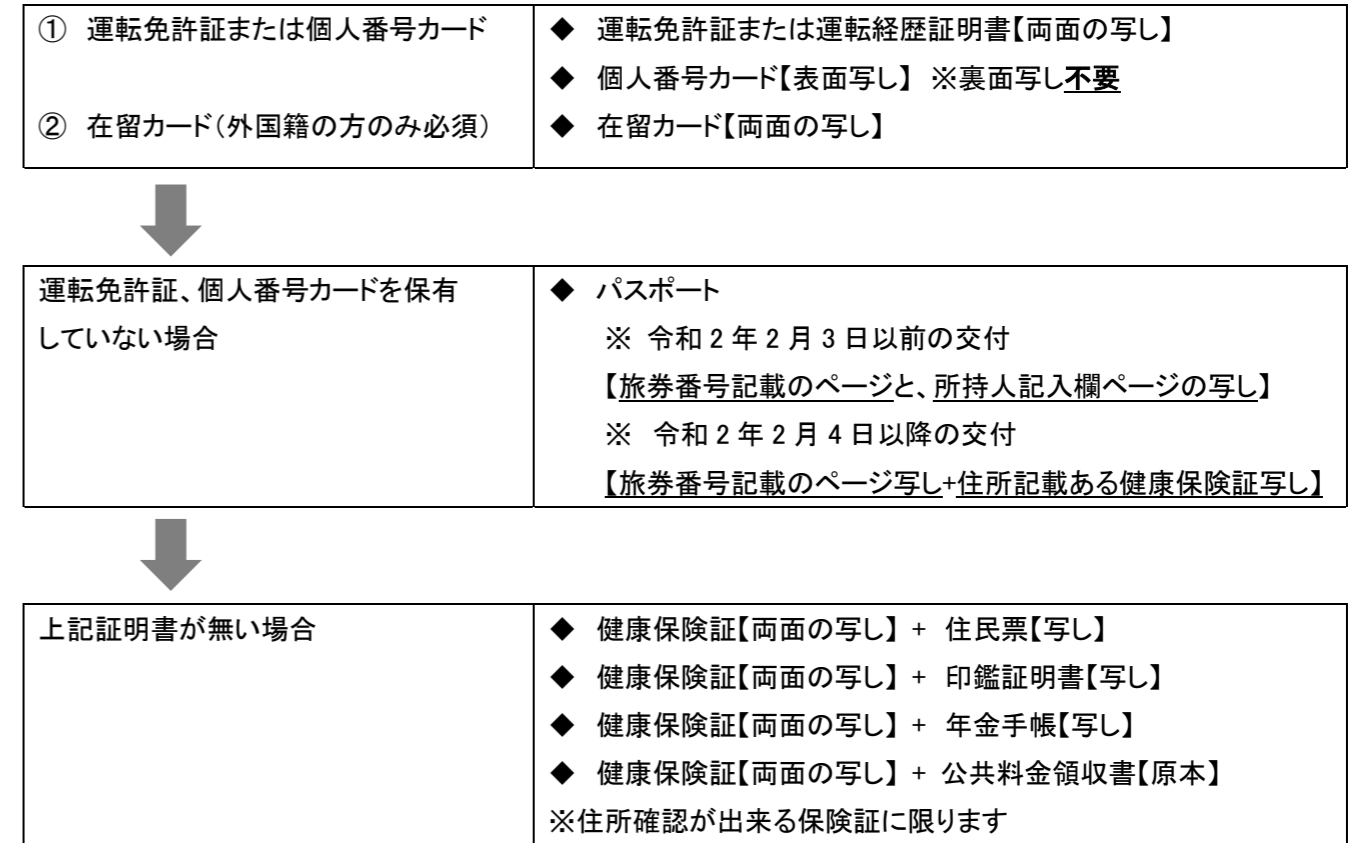 ① 運転免許証または個人番号カード
◆ 運転免許証または運転経歴証明書【両面の写し】
◆ 個人番号カード【表面写し】 ※裏面写し不要
② 在留カード(外国籍の方のみ必須)
◆ 在留カード【両面の写し】
運転免許証、個人番号カードを保有
していない場合
◆ パスポート
※ 令和2年2月3日以前の交付
【旅券番号記載のページと、所持人記入欄ページの写し】
※ 令和2年2月4日以降の交付
【旅券番号記載のページ写し+住所記載ある健康保険証写し】
上記証明書が無い場合
◆ 健康保険証【両面の写し】 + 住民票【写し】
◆ 健康保険証【両面の写し】 + 印鑑証明書【写し】
◆ 健康保険証【両面の写し】 + 年金手帳【写し】
◆ 健康保険証【両面の写し】 + 公共料金領収書【原本】
※住所確認が出来る保険証に限ります